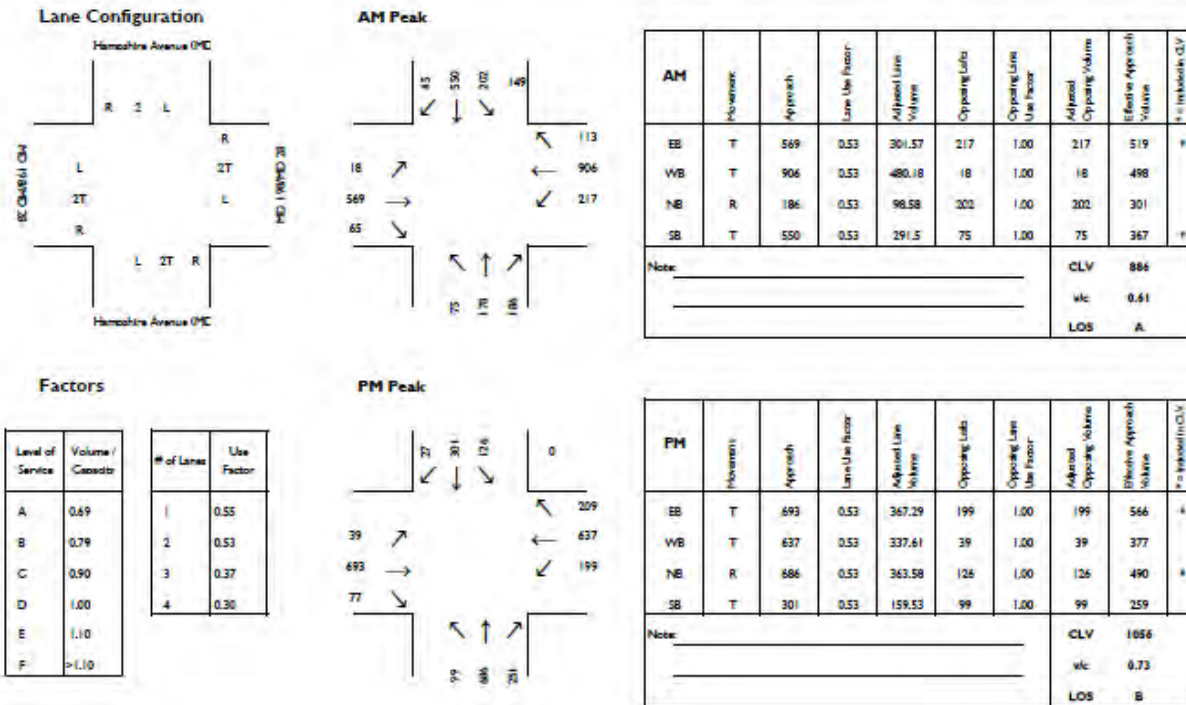 Lane Configuration
Hampshire Avenue (MD
R 2 L
R
L 2T
2T L
R
L 2T R
Hampshire Avenue (MD
AM Peak
45 550 202 149
113
18 906
569 217
65
75 178 186
AM Movement Approach Lane Use Factor Adjusted Lane Volume Opposing Lefts Opposing Lane Use Factor Adjusted Opposing Volume Effective Approach Volume * = Included in CLV
EB T 569 0.53 301.57 217 1.00 217 519 *
WB T 906 0.53 480.18 18 1.00 18 498
NB R 186 0.53 98.58 202 1.00 202 301
SB T 550 0.53 291.5 75 1.00 75 367 *
Note: CLV 886
v/c 0.61
LOS A
Factors
Level of Service Volume / Capacity
A 0.69
B 0.79
C 0.90
D 1.00
E 1.10
F >1.10
# of Lanes Use Factor
1 0.55
2 0.53
3 0.37
4 0.30
PM Peak
27 301 126 0
209
39 637
693 199
77
99 686 251
PM Movement Approach Lane Use Factor Adjusted Lane Volume Opposing Lefts Opposing Lane Use Factor Adjusted Opposing Volume Effective Approach Volume * = Included in CLV
EB T 693 0.53 367.29 199 1.00 199 566 *
WB T 637 0.53 337.61 39 1.00 39 377
NB R 686 0.53 363.58 126 1.00 126 490 *
SB T 301 0.53 159.53 99 1.00 99 259
Note: CLV 1056
v/c 0.73
LOS B